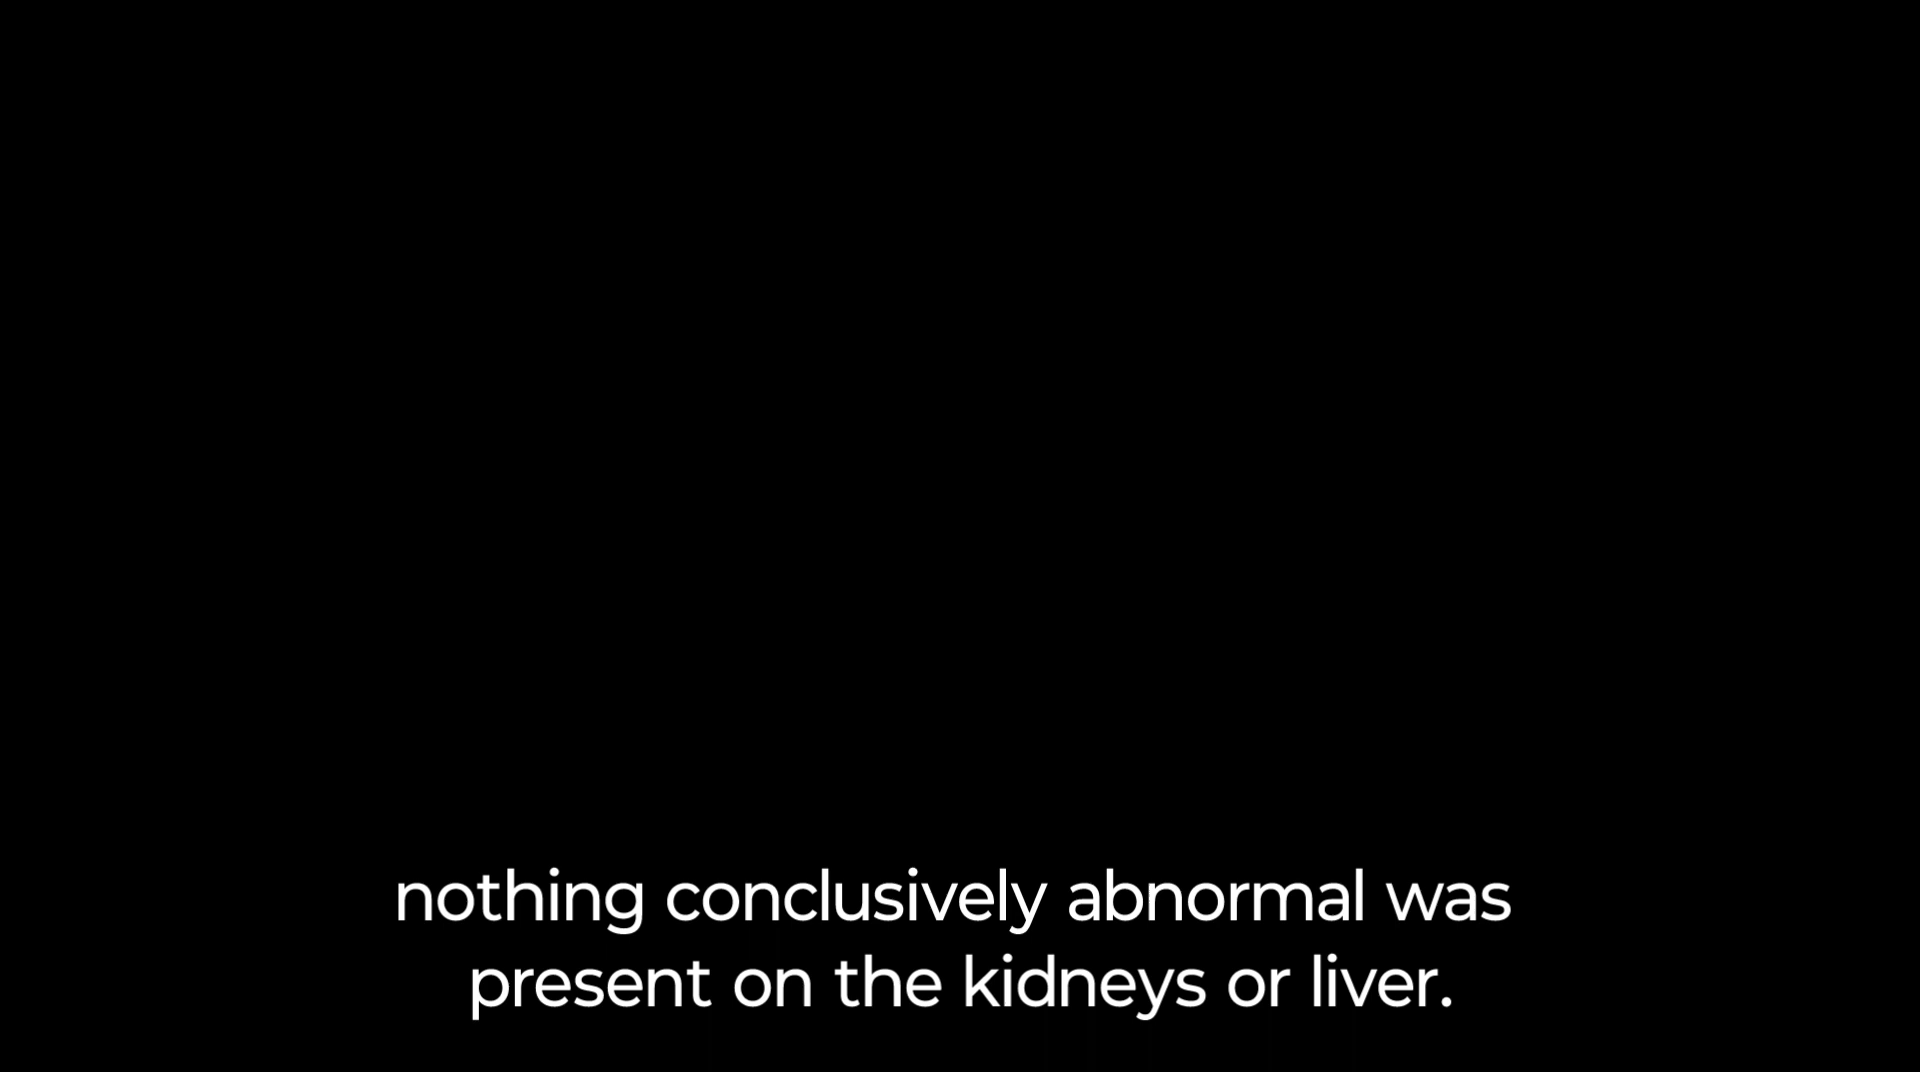 nothing conclusively abnormal was
present on the kidneys or liver.